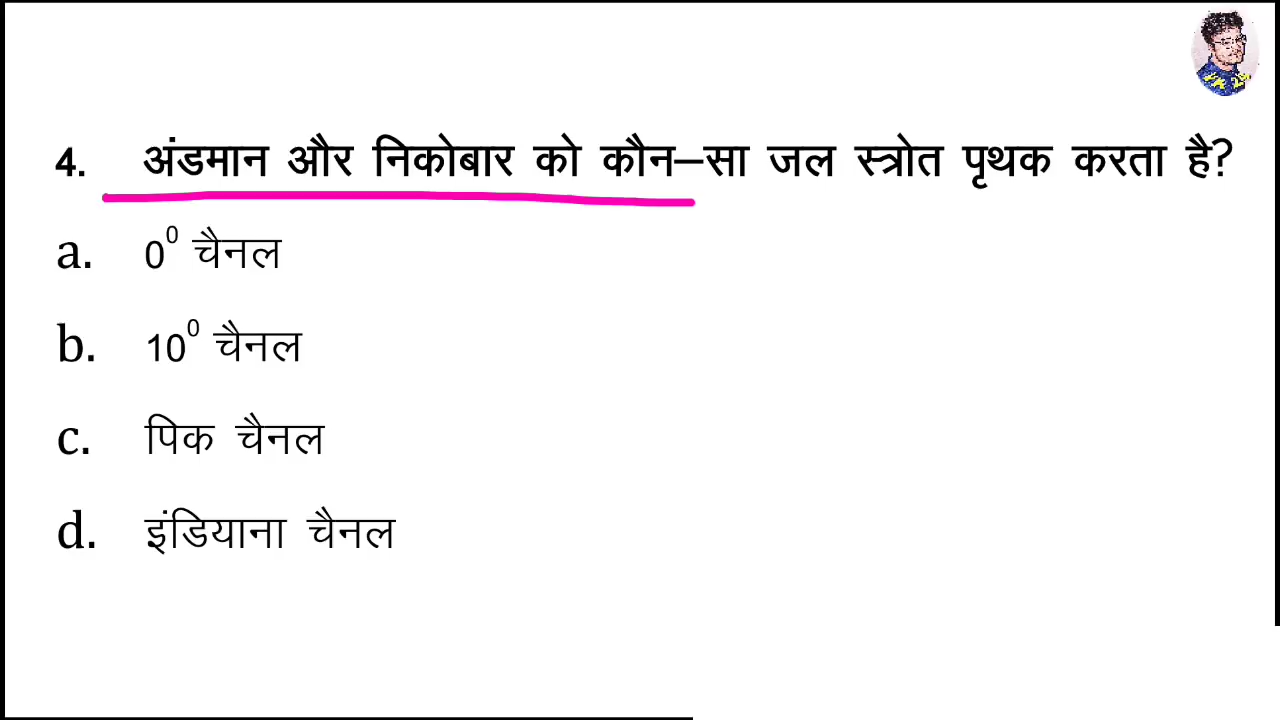 4. अंडमान और निकोबार को कौन–सा जल स्त्रोत पृथक करता है?
a. 0⁰ चैनल
b. 10⁰ चैनल
c. पिक चैनल
d. इंडियाना चैनल